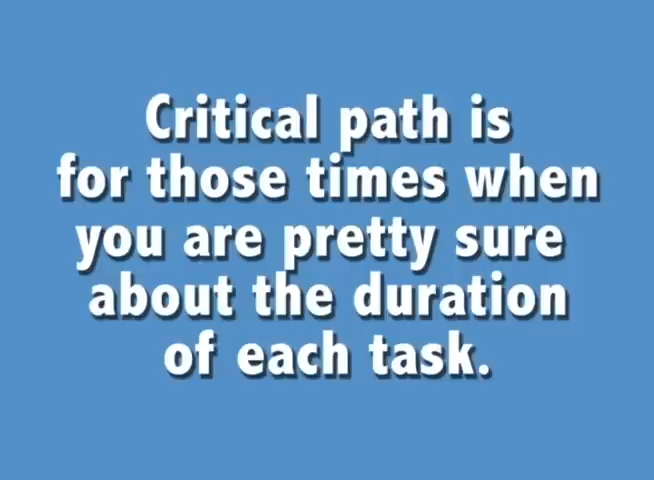 Critical path is
for those times when
you are pretty sure
about the duration
of each task.